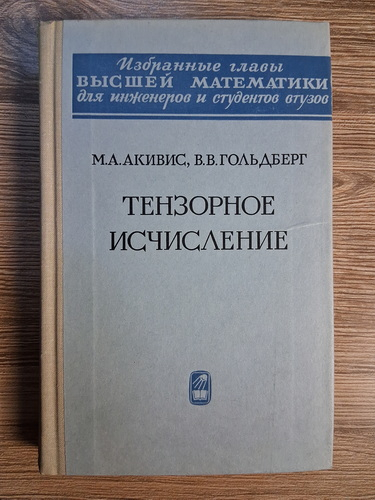 Избранные главы
ВЫСШЕЙ МАТЕМАТИКИ
для инженеров и студентов втузов
М. А. АКИВИС, В. В. ГОЛЬДБЕРГ
ТЕНЗОРНОЕ
ИСЧИСЛЕНИЕ